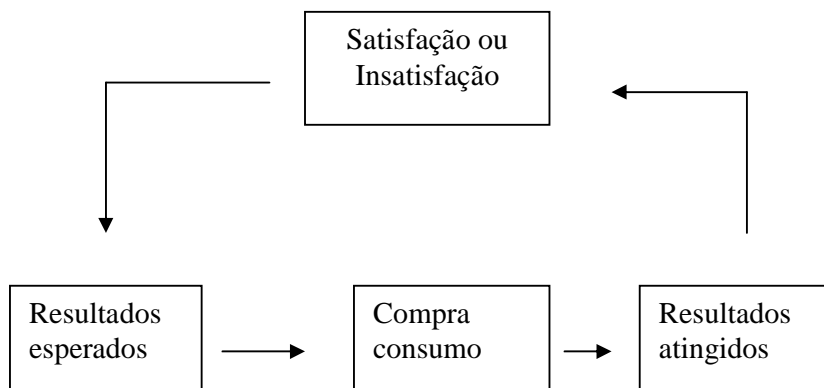 Satisfação ou
Insatisfação
Resultados
esperados
Compra
consumo
Resultados
atingidos